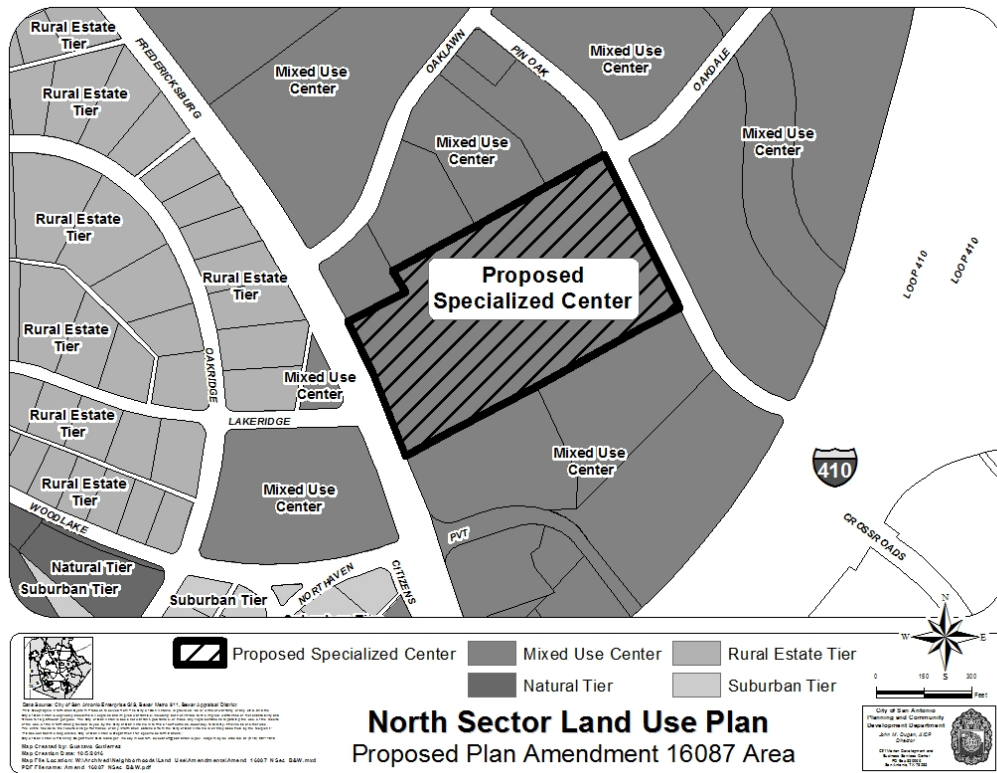 Rural Estate
Tier
FREDERICKSBURG
Mixed Use
Center
OAKLAWN
PIN OAK
Mixed Use
Center
OAKDALE
Rural Estate
Tier
Mixed Use
Center
Mixed Use
Center
Rural Estate
Tier
Rural Estate
Tier
Proposed
Specialized Center
LOOP 410
LOOP 410
Rural Estate
Tier
OAKRIDGE
Mixed Use
Center
Rural Estate
Tier
LAKERIDGE
Mixed Use
Center
410
Rural Estate
Tier
Mixed Use
Center
WOODLAKE
PVT
CROSSROADS
Natural Tier
Suburban Tier
Suburban Tier
NORTHAVEN
CITIZENS
N
W
E
S
Proposed Specialized Center
Mixed Use Center
Rural Estate Tier
Natural Tier
Suburban Tier
0 150 300
Feet
North Sector Land Use Plan
Proposed Plan Amendment 16087 Area
Map Created by: Gustavo Gutierrez
City of San Antonio
Planning and Community
Development Department
John M. Dugan, AICP
Director